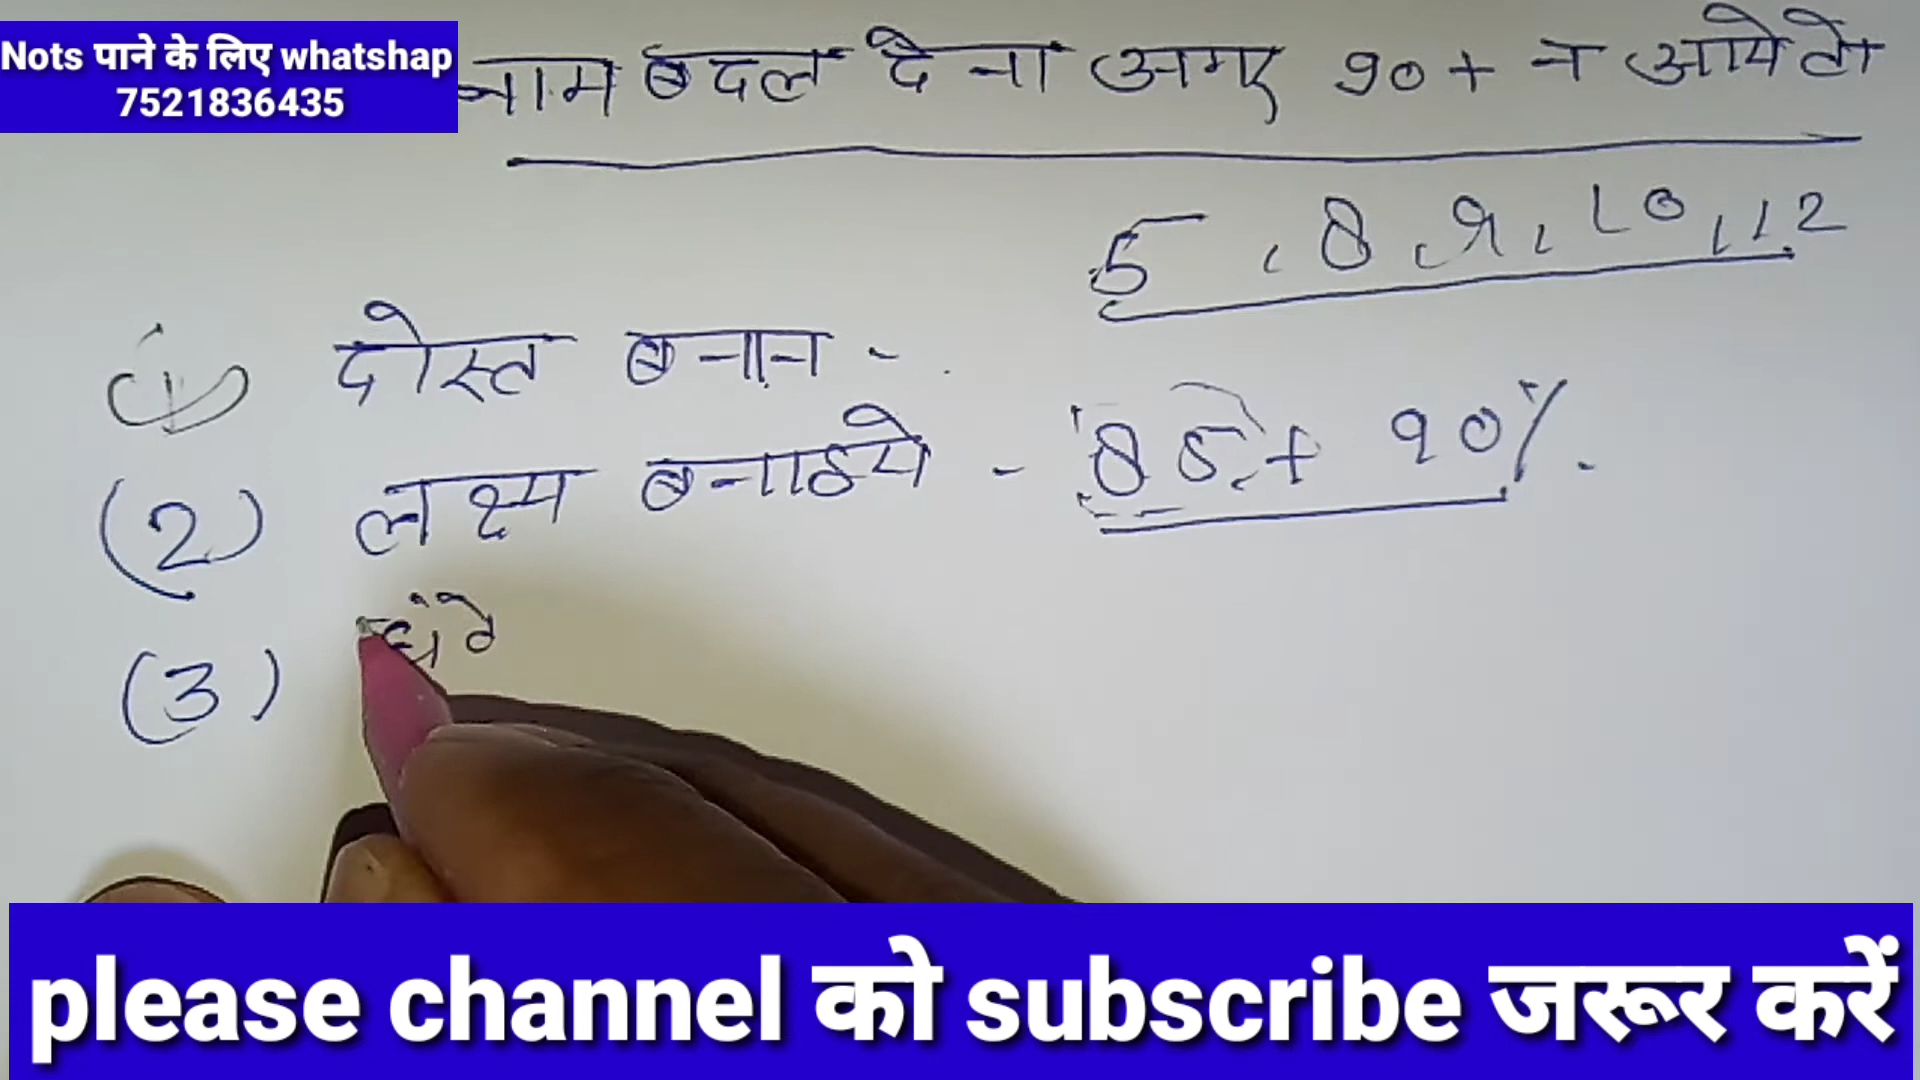 Nots पाने के लिए whatshap
7521836435
नाम बदल देना अगर 90+ न आये तो
5, 8, 9, 10, 12
(1) दोस्त बनान -
(2) लक्ष्य बनाइये - 85+ 90%.
(3) घंटे
please channel को subscribe जरूर करें